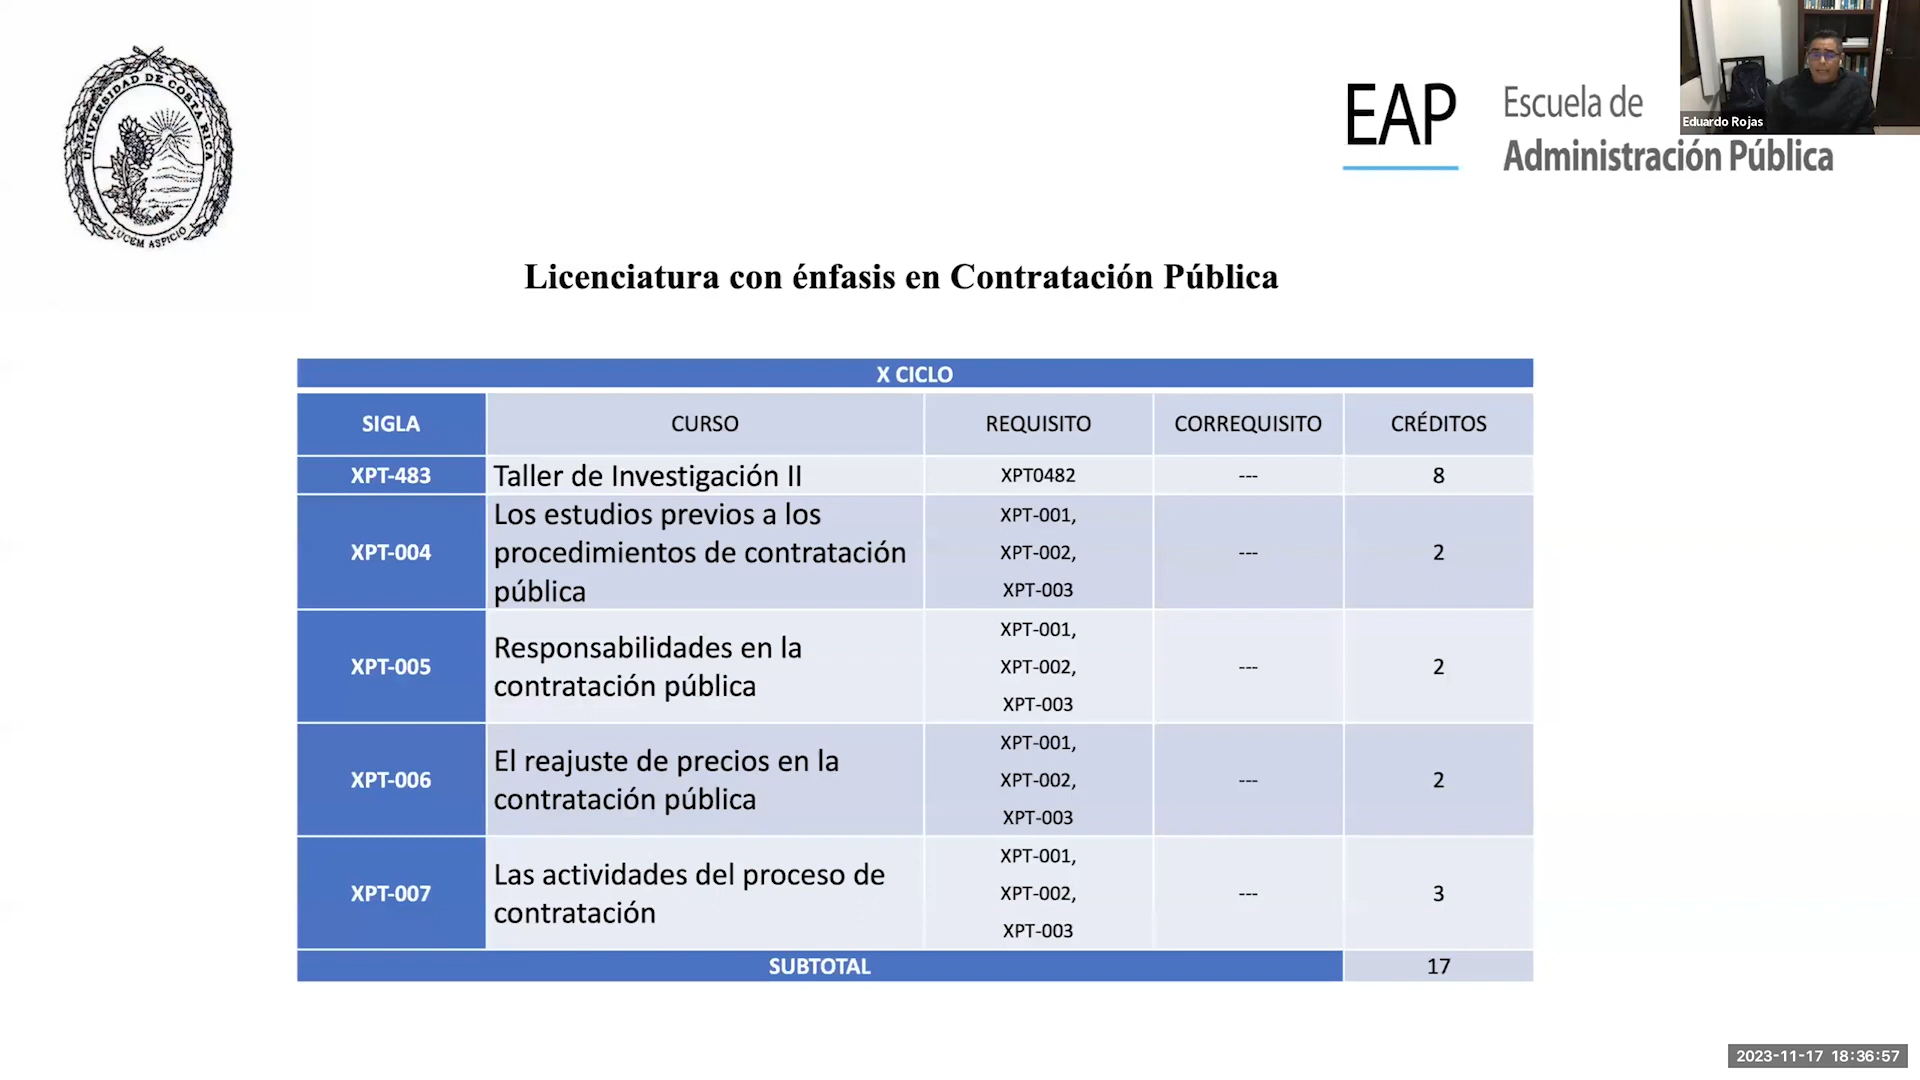 UNIVERSIDAD DE COSTA RICA
LUCEM ASPICIO
EAP
Escuela de
Administración Pública
Eduardo Rojas
Licenciatura con énfasis en Contratación Pública
X CICLO
SIGLA CURSO REQUISITO CORREQUISITO CRÉDITOS
XPT-483 Taller de Investigación II XPT0482 --- 8
XPT-004 Los estudios previos a los procedimientos de contratación pública XPT-001, XPT-002, XPT-003 --- 2
XPT-005 Responsabilidades en la contratación pública XPT-001, XPT-002, XPT-003 --- 2
XPT-006 El reajuste de precios en la contratación pública XPT-001, XPT-002, XPT-003 --- 2
XPT-007 Las actividades del proceso de contratación XPT-001, XPT-002, XPT-003 --- 3
SUBTOTAL 17
2023-11-17 18:36:57